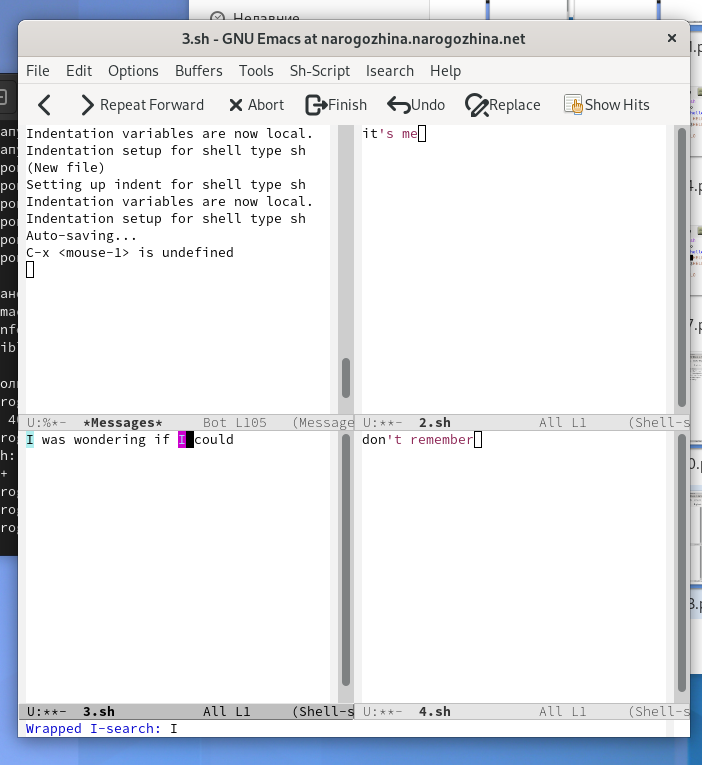 Недавние
3.sh - GNU Emacs at narogozhina.narogozhina.net
File Edit Options Buffers Tools Sh-Script Isearch Help
Repeat Forward Abort Finish Undo Replace Show Hits
Indentation variables are now local.
Indentation setup for shell type sh
(New file)
Setting up indent for shell type sh
Indentation variables are now local.
Indentation setup for shell type sh
Auto-saving...
C-x <mouse-1> is undefined
U:%*- *Messages* Bot L105 (Message
it's me
U:**- 2.sh All L1 (Shell-s
I was wondering if I could
U:**- 3.sh All L1 (Shell-s
don't remember
U:**- 4.sh All L1 (Shell-s
Wrapped I-search: I